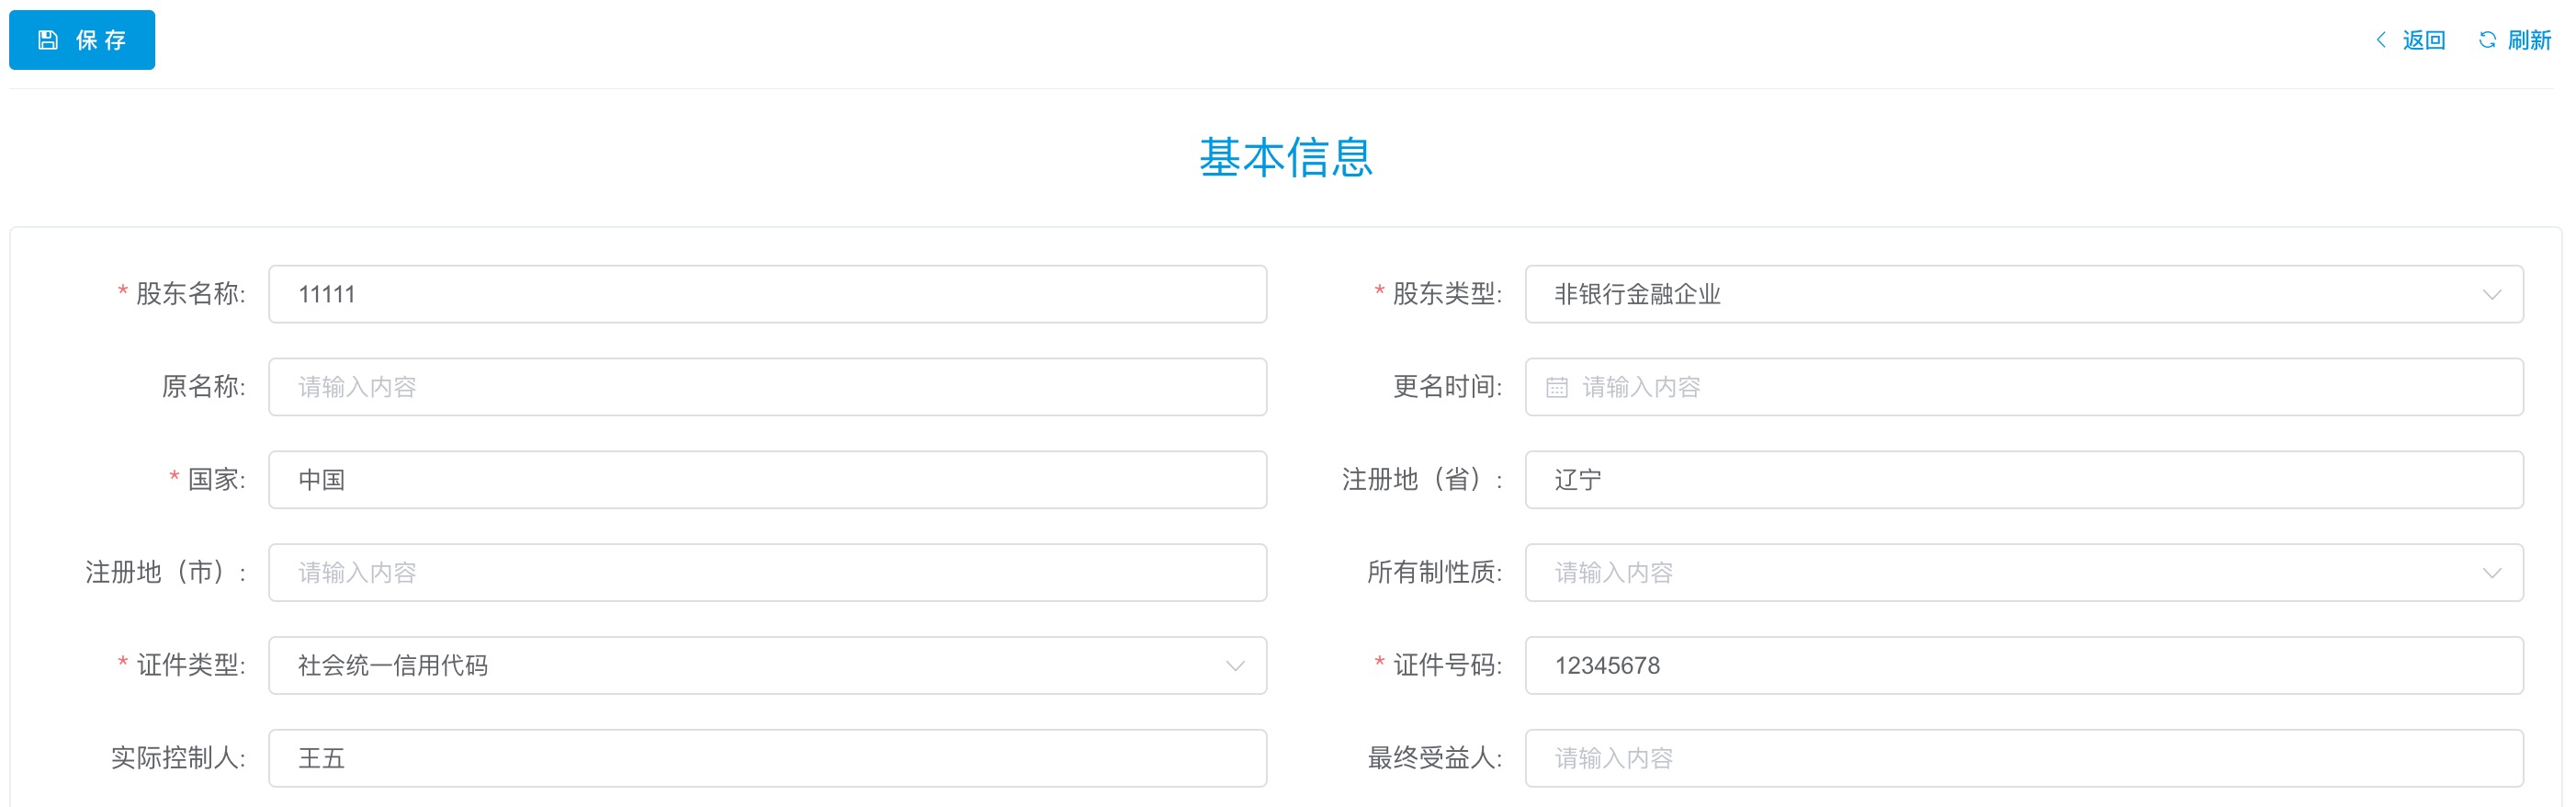 保 存
返回 刷新
基本信息
* 股东名称: 11111 * 股东类型: 非银行金融企业
原名称: 请输入内容 更名时间: 请输入内容
* 国家: 中国 注册地（省）: 辽宁
注册地（市）: 请输入内容 所有制性质: 请输入内容
* 证件类型: 社会统一信用代码 * 证件号码: 12345678
实际控制人: 王五 最终受益人: 请输入内容